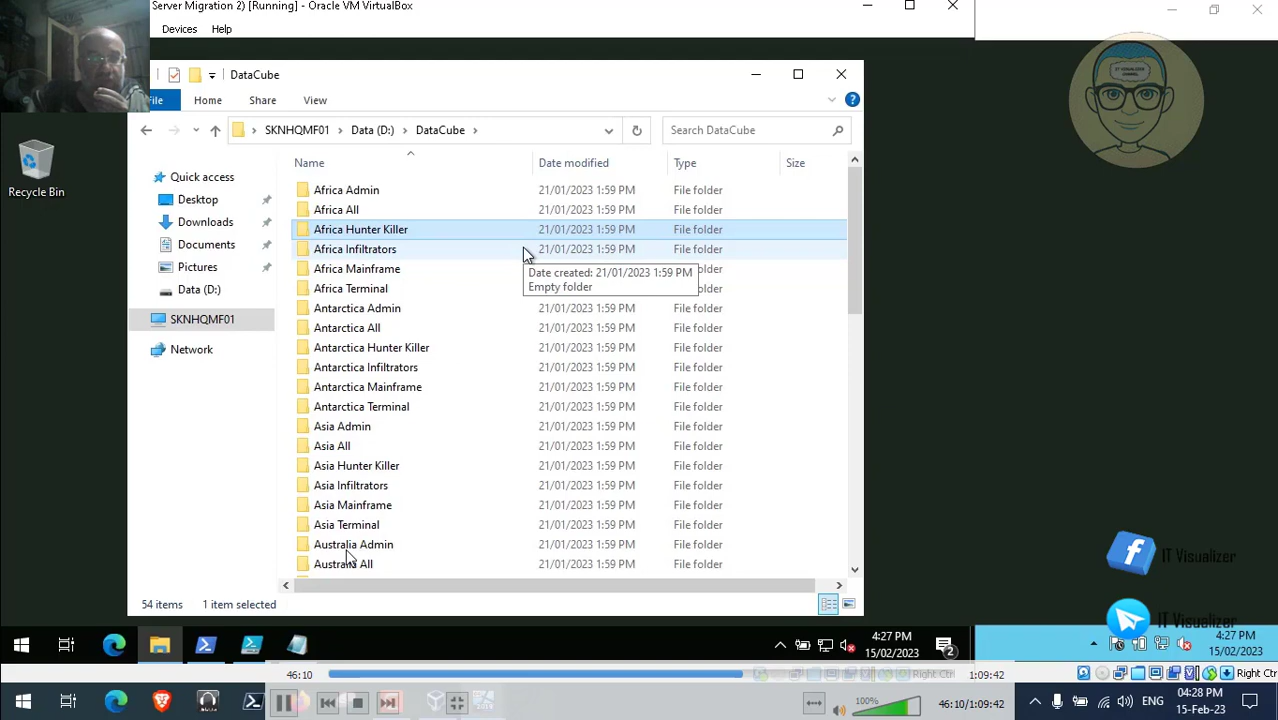 Server Migration 2) [Running] - Oracle VM VirtualBox
Devices Help
IT VISUALIZER
CHANNEL
DataCube
File Home Share View
SKNHQMF01 > Data (D:) > DataCube >
Search DataCube
Name Date modified Type Size
Recycle Bin
Quick access
Desktop
Downloads
Documents
Pictures
Data (D:)
SKNHQMF01
Network
Africa Admin 21/01/2023 1:59 PM File folder
Africa All 21/01/2023 1:59 PM File folder
Africa Hunter Killer 21/01/2023 1:59 PM File folder
Africa Infiltrators 21/01/2023 1:59 PM File folder
Africa Mainframe File folder
Africa Terminal File folder
Date created: 21/01/2023 1:59 PM
Empty folder
Antarctica Admin 21/01/2023 1:59 PM File folder
Antarctica All 21/01/2023 1:59 PM File folder
Antarctica Hunter Killer 21/01/2023 1:59 PM File folder
Antarctica Infiltrators 21/01/2023 1:59 PM File folder
Antarctica Mainframe 21/01/2023 1:59 PM File folder
Antarctica Terminal 21/01/2023 1:59 PM File folder
Asia Admin 21/01/2023 1:59 PM File folder
Asia All 21/01/2023 1:59 PM File folder
Asia Hunter Killer 21/01/2023 1:59 PM File folder
Asia Infiltrators 21/01/2023 1:59 PM File folder
Asia Mainframe 21/01/2023 1:59 PM File folder
Asia Terminal 21/01/2023 1:59 PM File folder
Australia Admin 21/01/2023 1:59 PM File folder
Australia All 21/01/2023 1:59 PM File folder
54 items 1 item selected
IT Visualizer
IT Visualizer
4:27 PM
15/02/2023
2
4:27 PM
15/02/2023
46:10 1:09:42
Right Ctrl
Right Ctrl
100%
46:10/1:09:42
ENG
04:28 PM
15-Feb-23